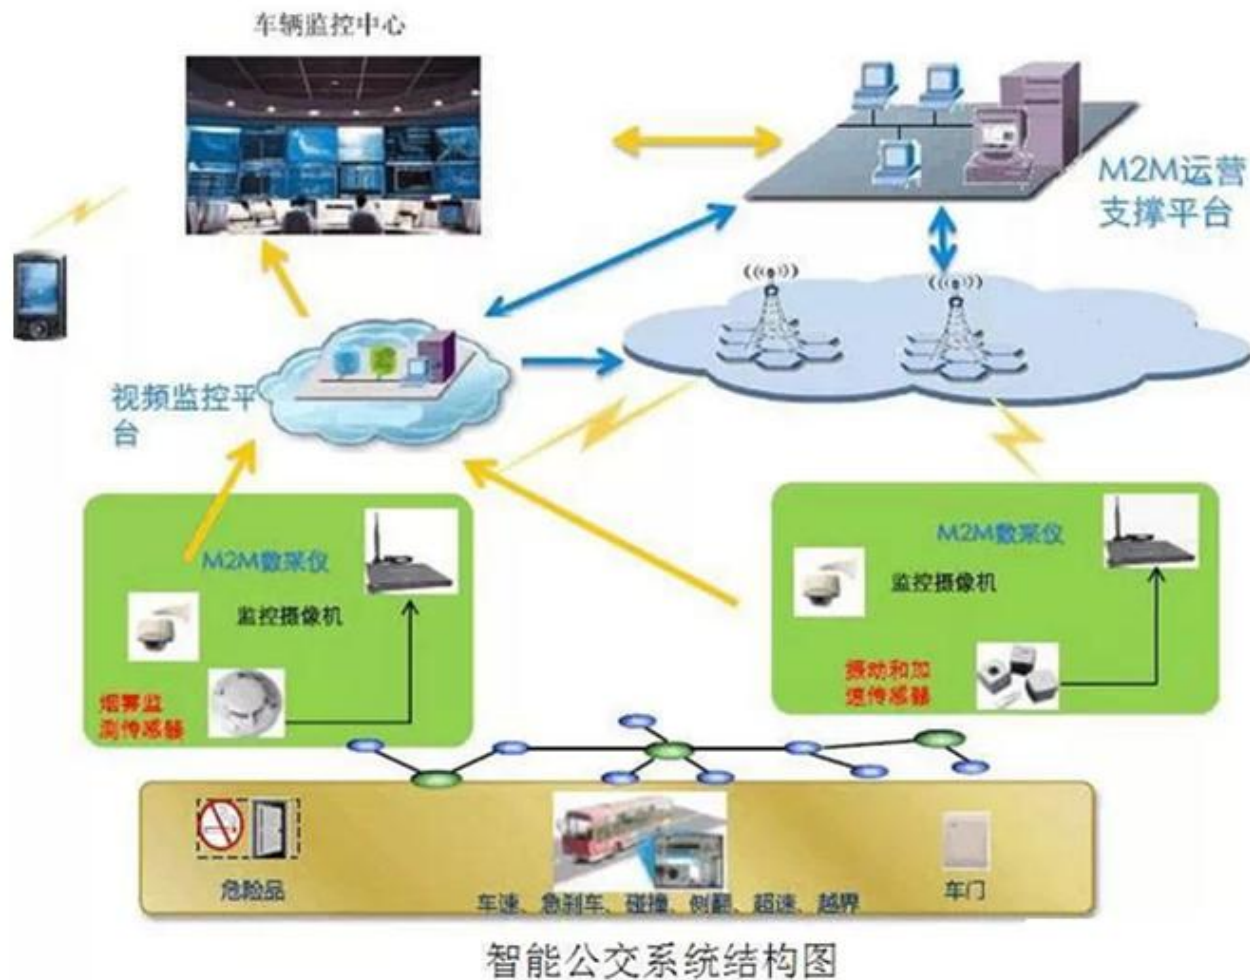 车辆监控中心
M2M运营
支撑平台
视频监控平
台
M2M数采仪
监控摄像机
烟雾监
测传感器
M2M数采仪
监控摄像机
振动和加
速传感器
危险品
车速、急刹车、碰撞、侧翻、超速、越界
车门
智能公交系统结构图